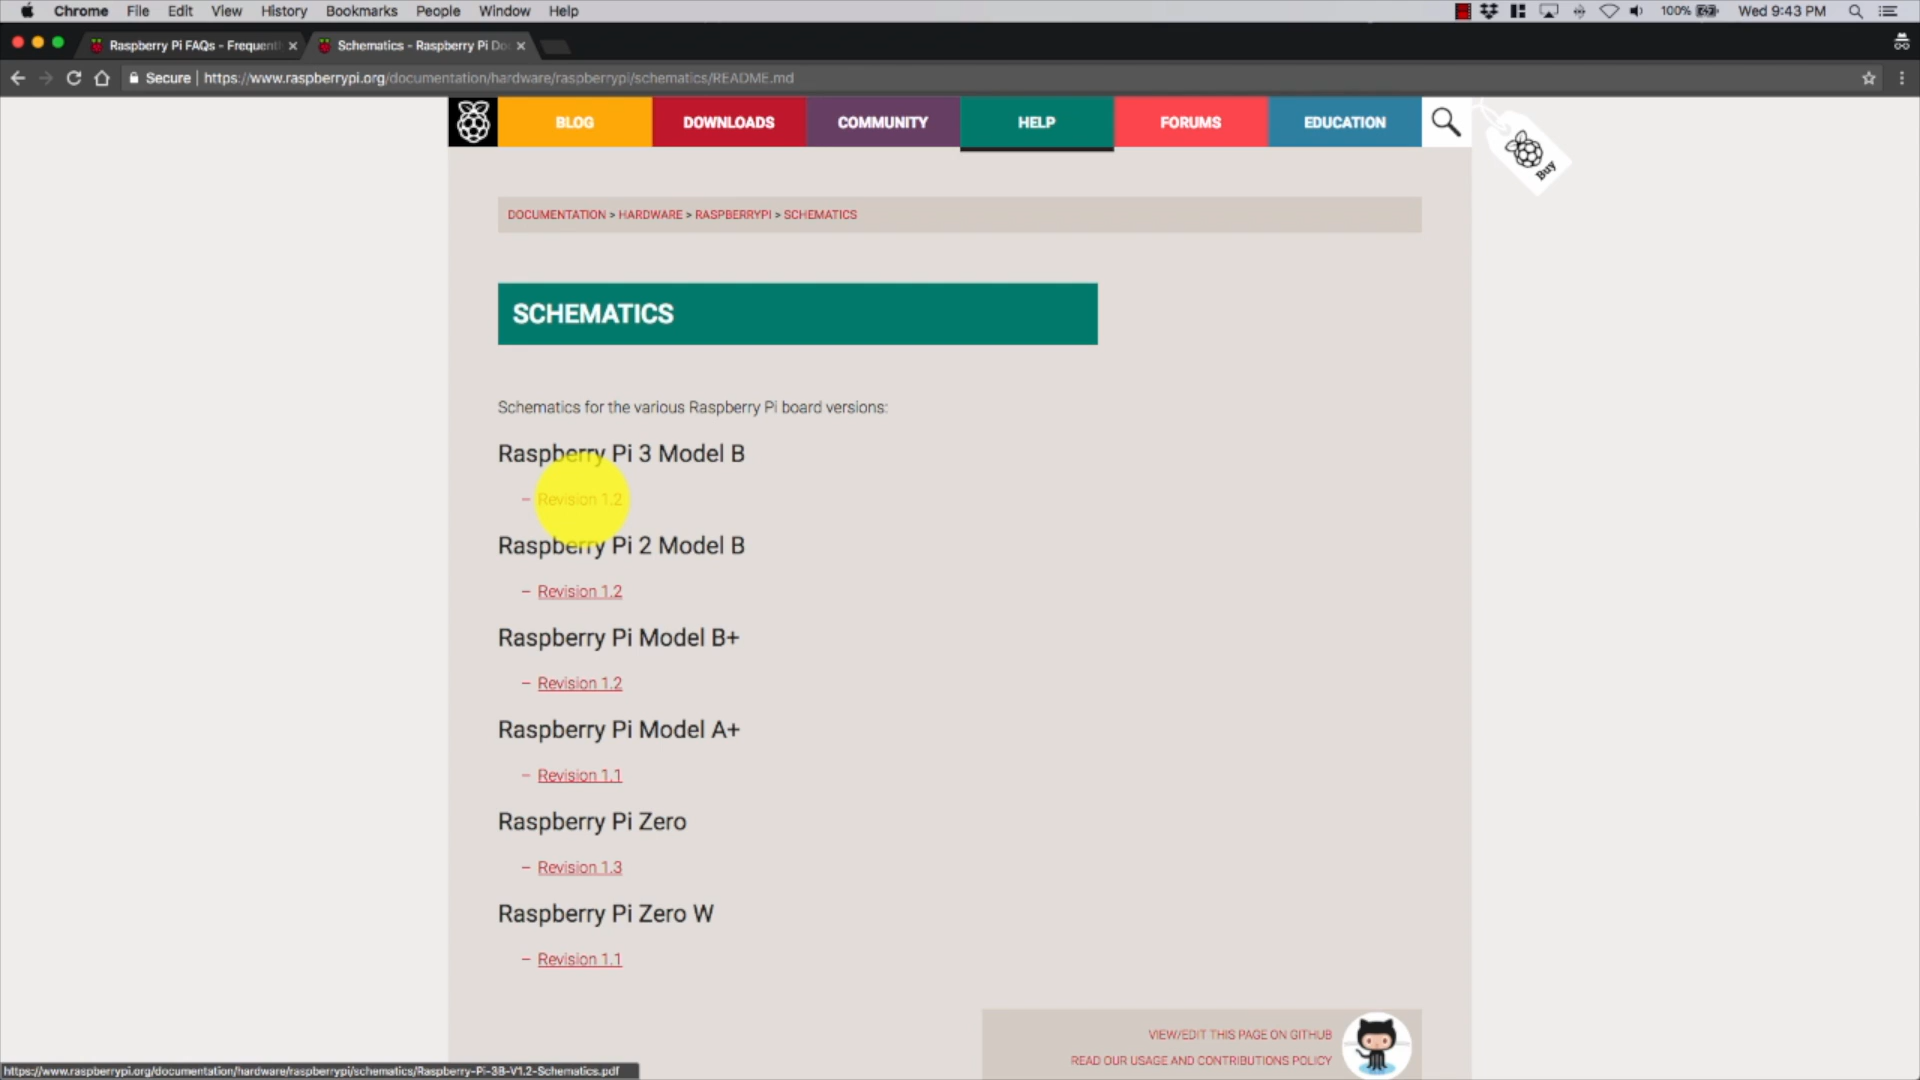 Chrome File Edit View History Bookmarks People Window Help 100% Wed 9:43 PM
Raspberry Pi FAQs - Frequentl Schematics - Raspberry Pi Do
Secure | https://www.raspberrypi.org/documentation/hardware/raspberrypi/schematics/README.md
BLOG DOWNLOADS COMMUNITY HELP FORUMS EDUCATION
Buy
DOCUMENTATION > HARDWARE > RASPBERRYPI > SCHEMATICS
SCHEMATICS
Schematics for the various Raspberry Pi board versions:
Raspberry Pi 3 Model B
– Revision 1.2
Raspberry Pi 2 Model B
– Revision 1.2
Raspberry Pi Model B+
– Revision 1.2
Raspberry Pi Model A+
– Revision 1.1
Raspberry Pi Zero
– Revision 1.3
Raspberry Pi Zero W
– Revision 1.1
VIEW/EDIT THIS PAGE ON GITHUB
READ OUR USAGE AND CONTRIBUTIONS POLICY
https://www.raspberrypi.org/documentation/hardware/raspberrypi/schematics/Raspberry-Pi-3B-V1.2-Schematics.pdf